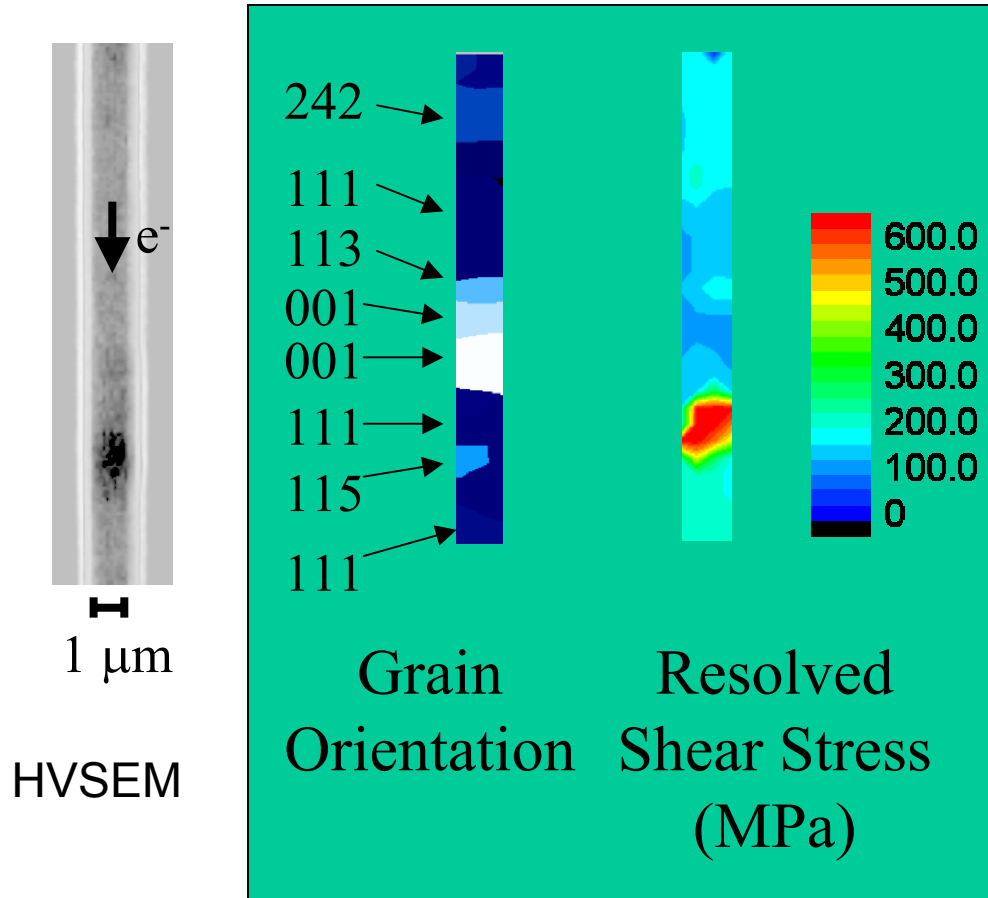 e-
1 μm
HVSEM
242
111
113
001
001
111
115
111
Grain
Orientation
Resolved
Shear Stress
(MPa)
600.0
500.0
400.0
300.0
200.0
100.0
0